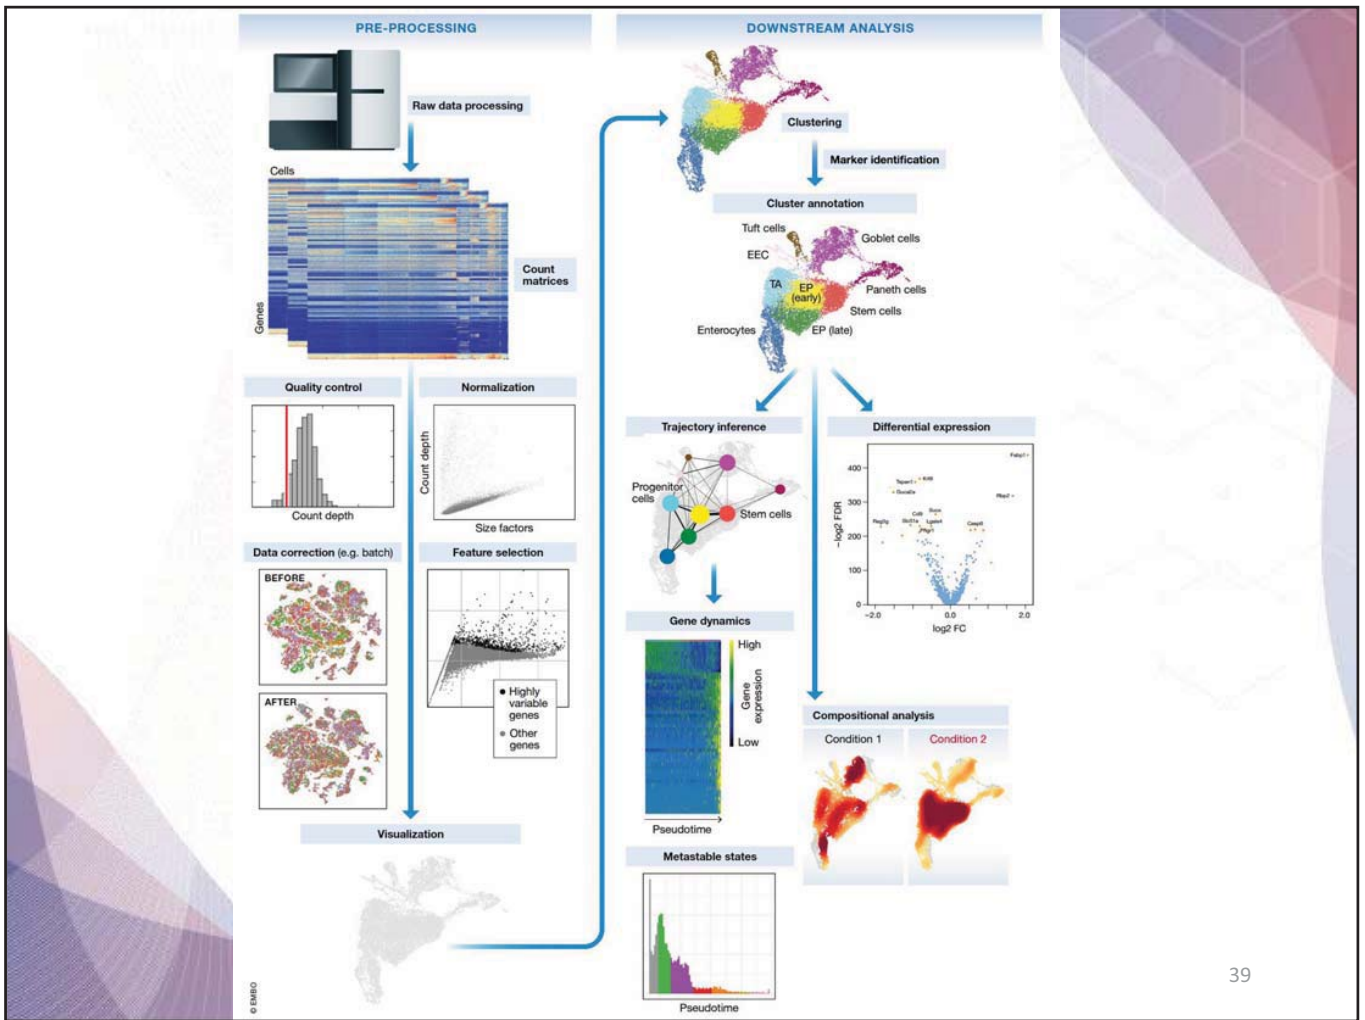 PRE-PROCESSING
Raw data processing
Cells
Genes
Count
matrices
Quality control
Count depth
Normalization
Count depth
Size factors
Data correction (e.g. batch)
BEFORE
AFTER
Feature selection
Highly
variable
genes
Other
genes
Visualization
© EMBO
DOWNSTREAM ANALYSIS
Clustering
Marker identification
Cluster annotation
Tuft cells
Goblet cells
EEC
TA
EP
(early)
Paneth cells
Stem cells
Enterocytes
EP (late)
Trajectory inference
Progenitor
cells
Stem cells
Gene dynamics
High
Gene
expression
Low
Pseudotime
Metastable states
Pseudotime
Differential expression
400
300
200
100
0
−log2 FDR
−2.0
0.0
2.0
log2 FC
Fabp1
Rbp2
Reg3g
Compositional analysis
Condition 1
Condition 2
39